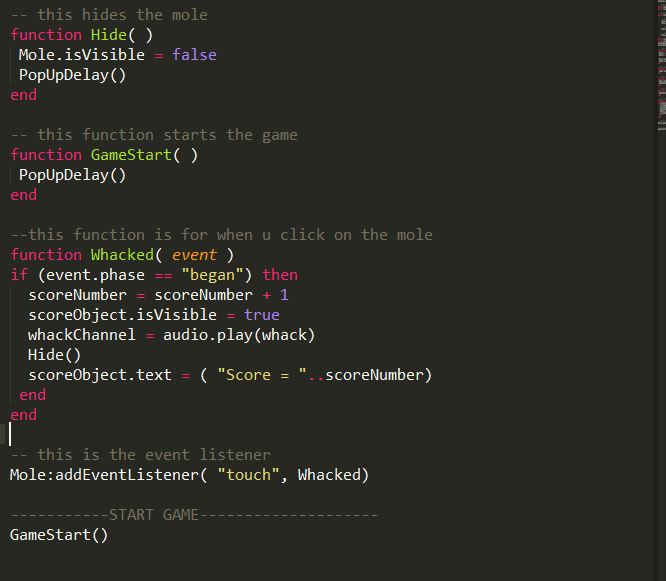 -- this hides the mole
function Hide( )
 Mole.isVisible = false
 PopUpDelay()
end

-- this function starts the game
function GameStart( )
 PopUpDelay()
end

--this function is for when u click on the mole
function Whacked( event )
if (event.phase == "began") then
  scoreNumber = scoreNumber + 1
  scoreObject.isVisible = true
  whackChannel = audio.play(whack)
  Hide()
  scoreObject.text = ( "Score = "..scoreNumber)
 end
end

-- this is the event listener
Mole:addEventListener( "touch", Whacked)

-----------START GAME--------------------
GameStart()